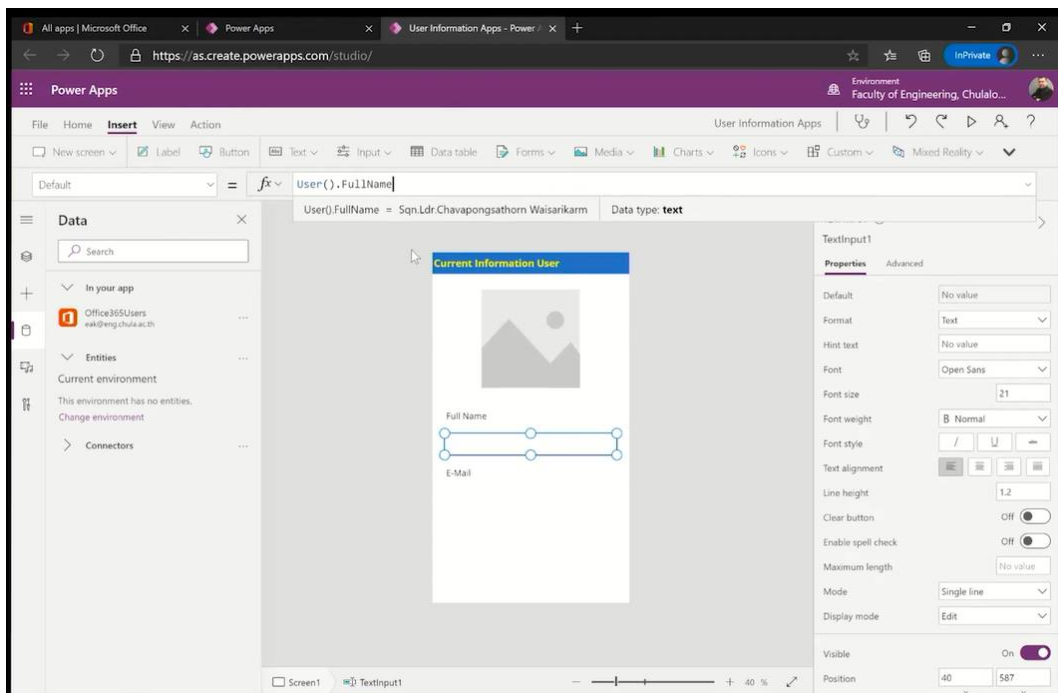 All apps | Microsoft Office
Power Apps
User Information Apps - Power A
https://as.create.powerapps.com/studio/
InPrivate
Power Apps
Environment
Faculty of Engineering, Chulalo...
File Home Insert View Action
User Information Apps
New screen Label Button Text Input Data table Forms Media Charts Icons Custom Mixed Reality
Default = fx User().FullName
User().FullName = Sqn.Ldr.Chavapongsathorn Waisarikarm Data type: text
Data
Search
In your app
Office365Users
eak@eng.chula.ac.th
Entities
Current environment
This environment has no entities.
Change environment
Connectors
Current Information User
Full Name
E-Mail
TextInput1
Properties Advanced
Default No value
Format Text
Hint text No value
Font Open Sans
Font size 21
Font weight B Normal
Font style / U abc
Text alignment
Line height 1.2
Clear button Off
Enable spell check Off
Maximum length No value
Mode Single line
Display mode Edit
Visible On
Position 40 587
Screen1 TextInput1
40 %